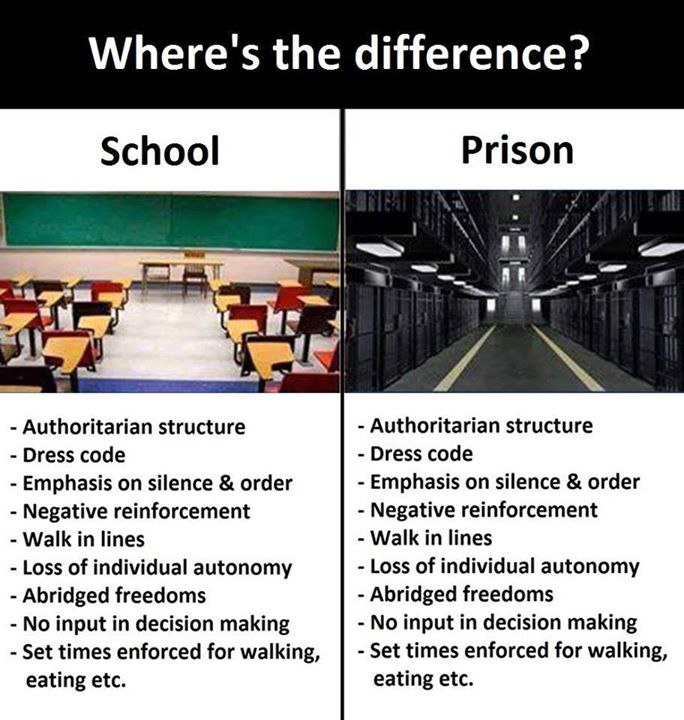 Where's the difference?
School
- Authoritarian structure
- Dress code
- Emphasis on silence & order
- Negative reinforcement
- Walk in lines
- Loss of individual autonomy
- Abridged freedoms
- No input in decision making
- Set times enforced for walking,
eating etc.
Prison
- Authoritarian structure
- Dress code
- Emphasis on silence & order
- Negative reinforcement
- Walk in lines
- Loss of individual autonomy
- Abridged freedoms
- No input in decision making
- Set times enforced for walking,
eating etc.